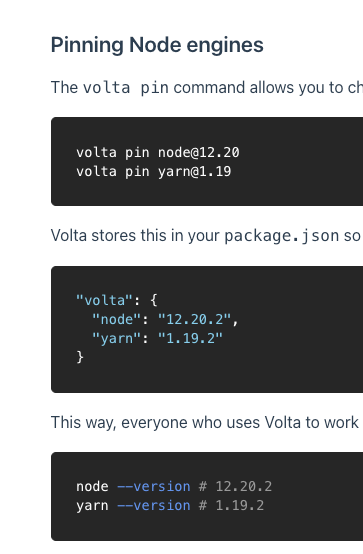 Pinning Node engines
The volta pin command allows you to ch
volta pin node@12.20
volta pin yarn@1.19
Volta stores this in your package.json so
"volta": {
  "node": "12.20.2",
  "yarn": "1.19.2"
}
This way, everyone who uses Volta to work
node --version # 12.20.2
yarn --version # 1.19.2